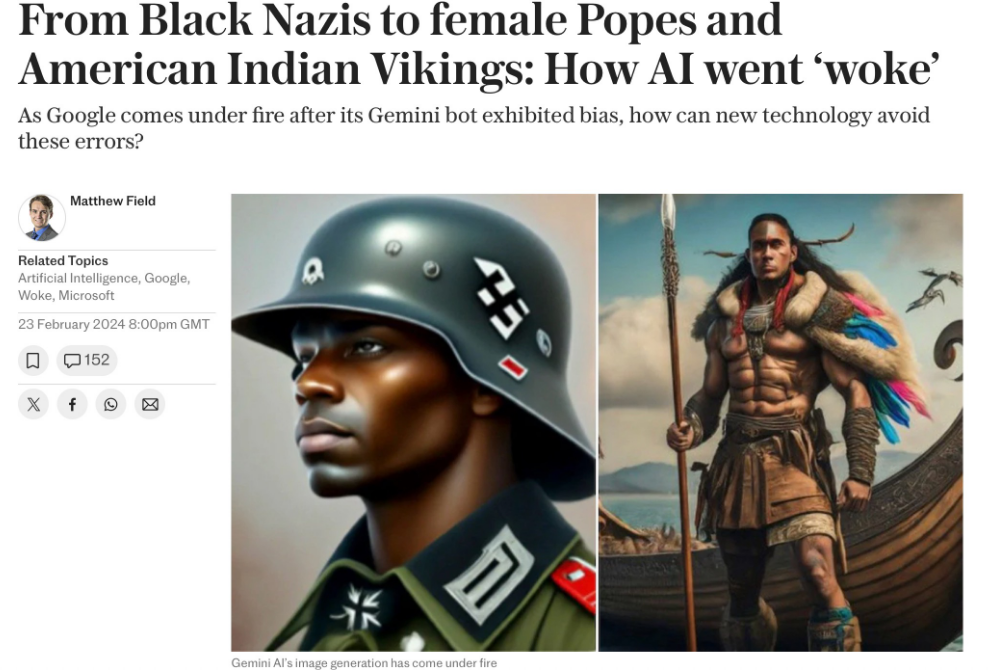 From Black Nazis to female Popes and
American Indian Vikings: How AI went ‘woke’
As Google comes under fire after its Gemini bot exhibited bias, how can new technology avoid
these errors?
Matthew Field
Related Topics
Artificial Intelligence, Google,
Woke, Microsoft
23 February 2024 8:00pm GMT
152
Gemini AI's image generation has come under fire